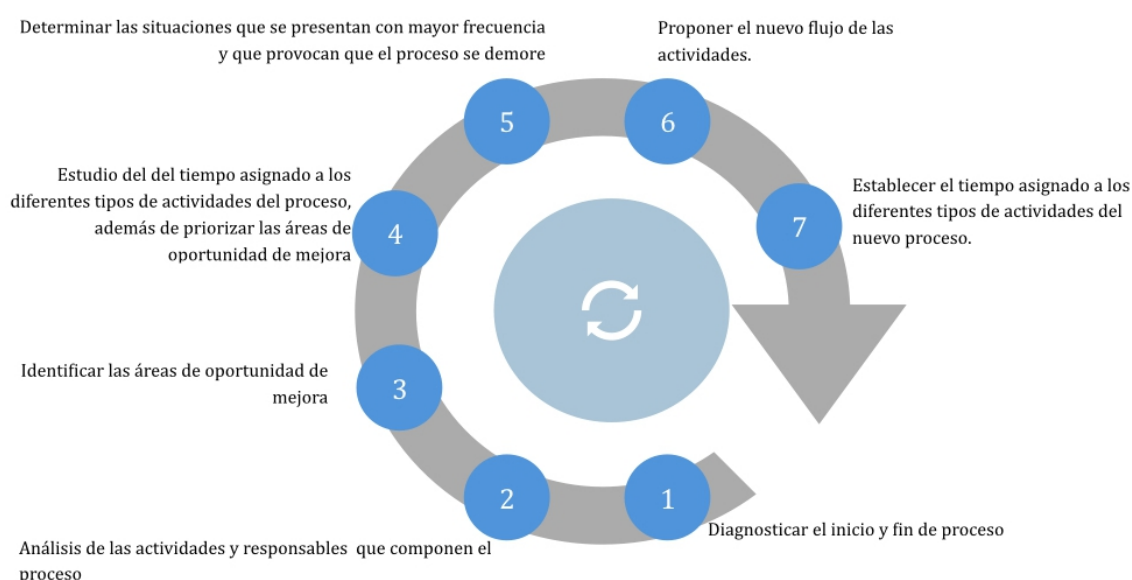 Determinar las situaciones que se presentan con mayor frecuencia
y que provocan que el proceso se demore
Proponer el nuevo flujo de las
actividades.
5
6
Estudio del del tiempo asignado a los
diferentes tipos de actividades del proceso,
además de priorizar las áreas de
oportunidad de mejora
4
7
Establecer el tiempo asignado a los
diferentes tipos de actividades del
nuevo proceso.
Identificar las áreas de oportunidad de
mejora
3
2
1
Diagnosticar el inicio y fin de proceso
Análisis de las actividades y responsables que componen el
proceso